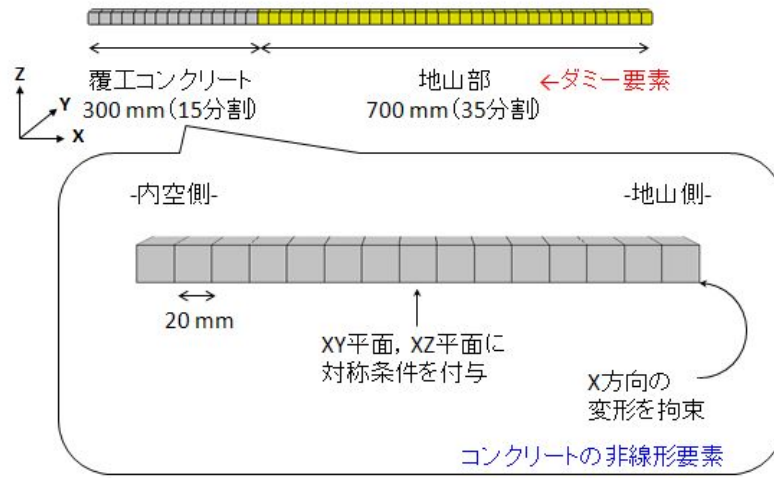 Z
Y
X
覆工コンクリート
300 mm（15分割）
地山部
700 mm（35分割）
←ダミー要素
-内空側-
-地山側-
20 mm
XY平面，XZ平面に
対称条件を付与
X方向の
変形を拘束
コンクリートの非線形要素